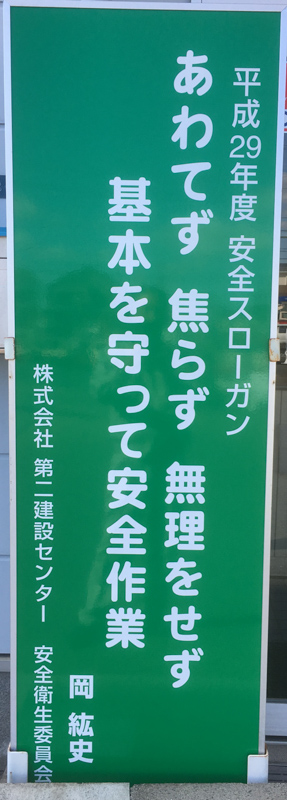 平成29年度 安全スローガン
あわてず 焦らず 無理をせず
基本を守って安全作業
岡 紘史
株式会社 第二建設センター 安全衛生委員会